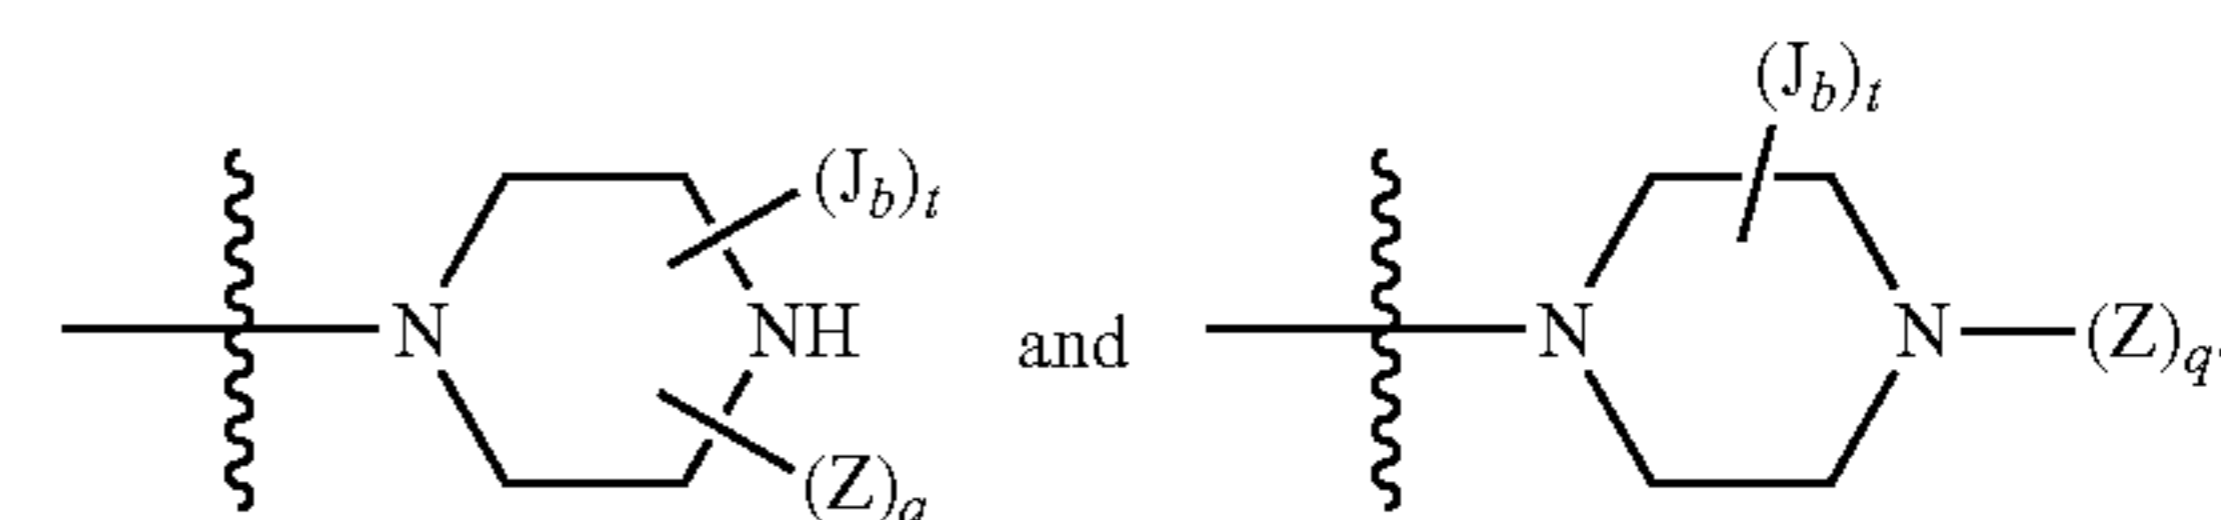 (J_b)_t
(J_b)_t
N
NH
and
N
N
(Z)_q
(Z)_q